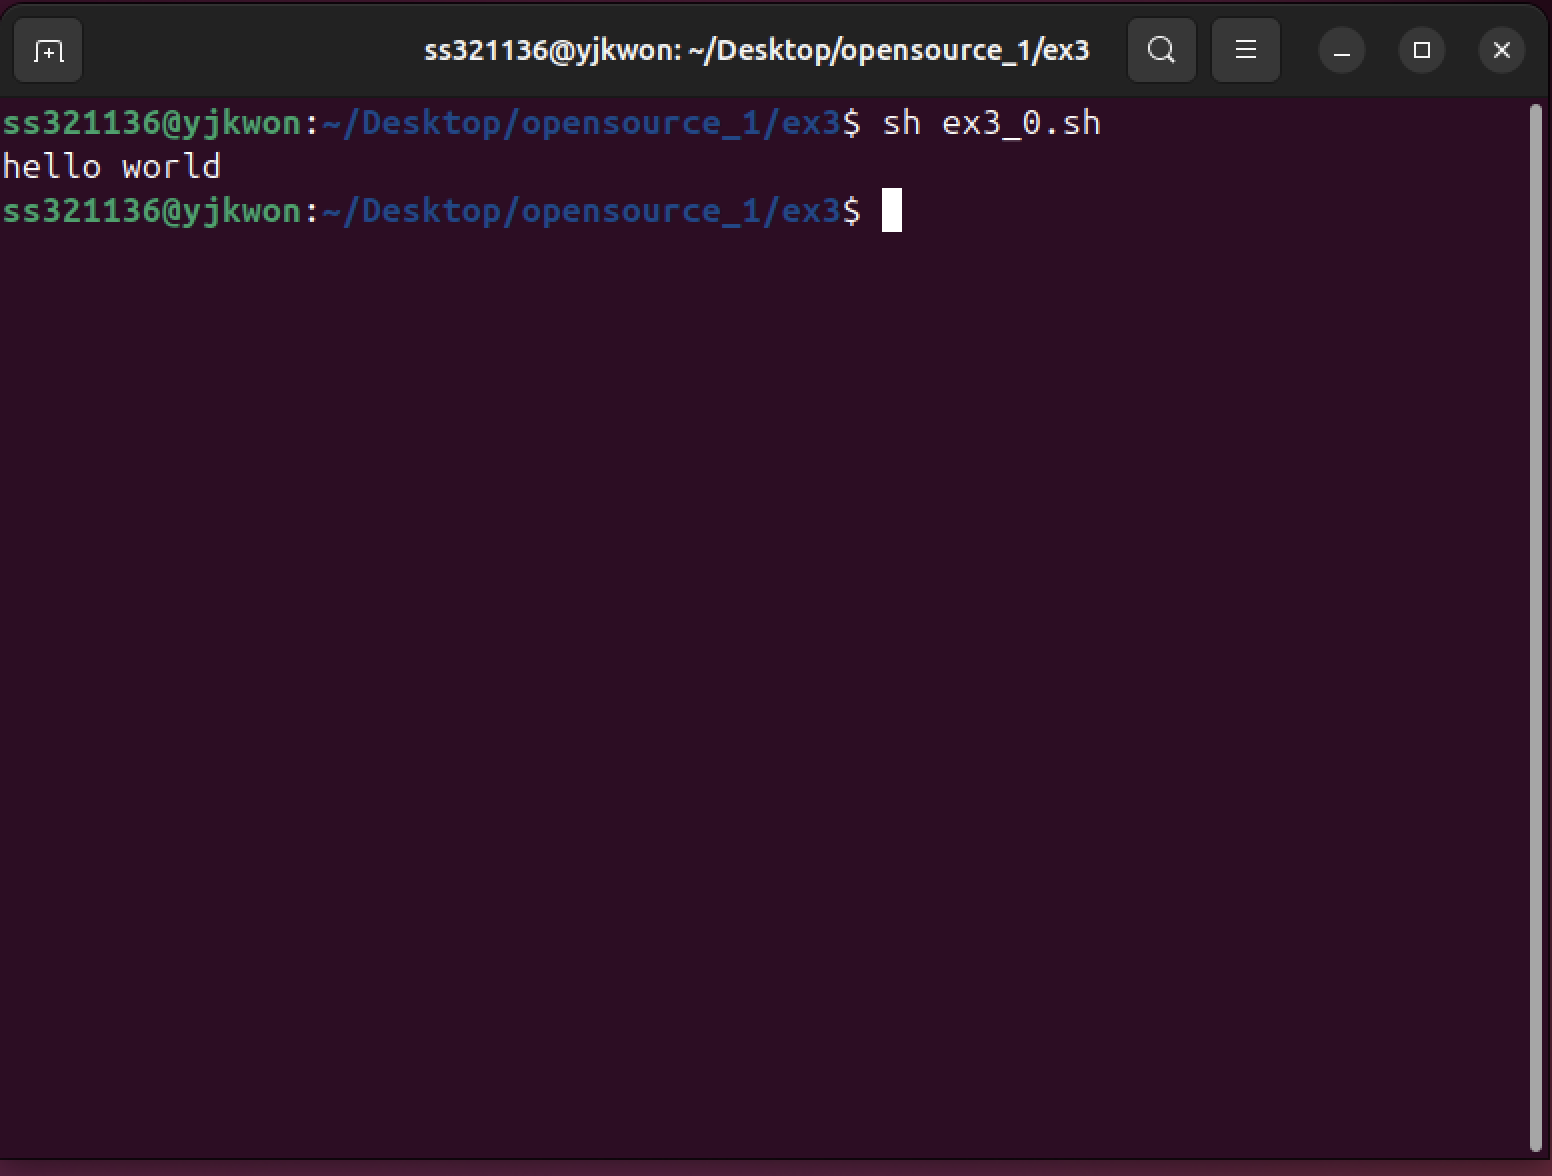 ss321136@yjkwon: ~/Desktop/opensource_1/ex3
ss321136@yjkwon:~/Desktop/opensource_1/ex3$ sh ex3_0.sh
hello world
ss321136@yjkwon:~/Desktop/opensource_1/ex3$